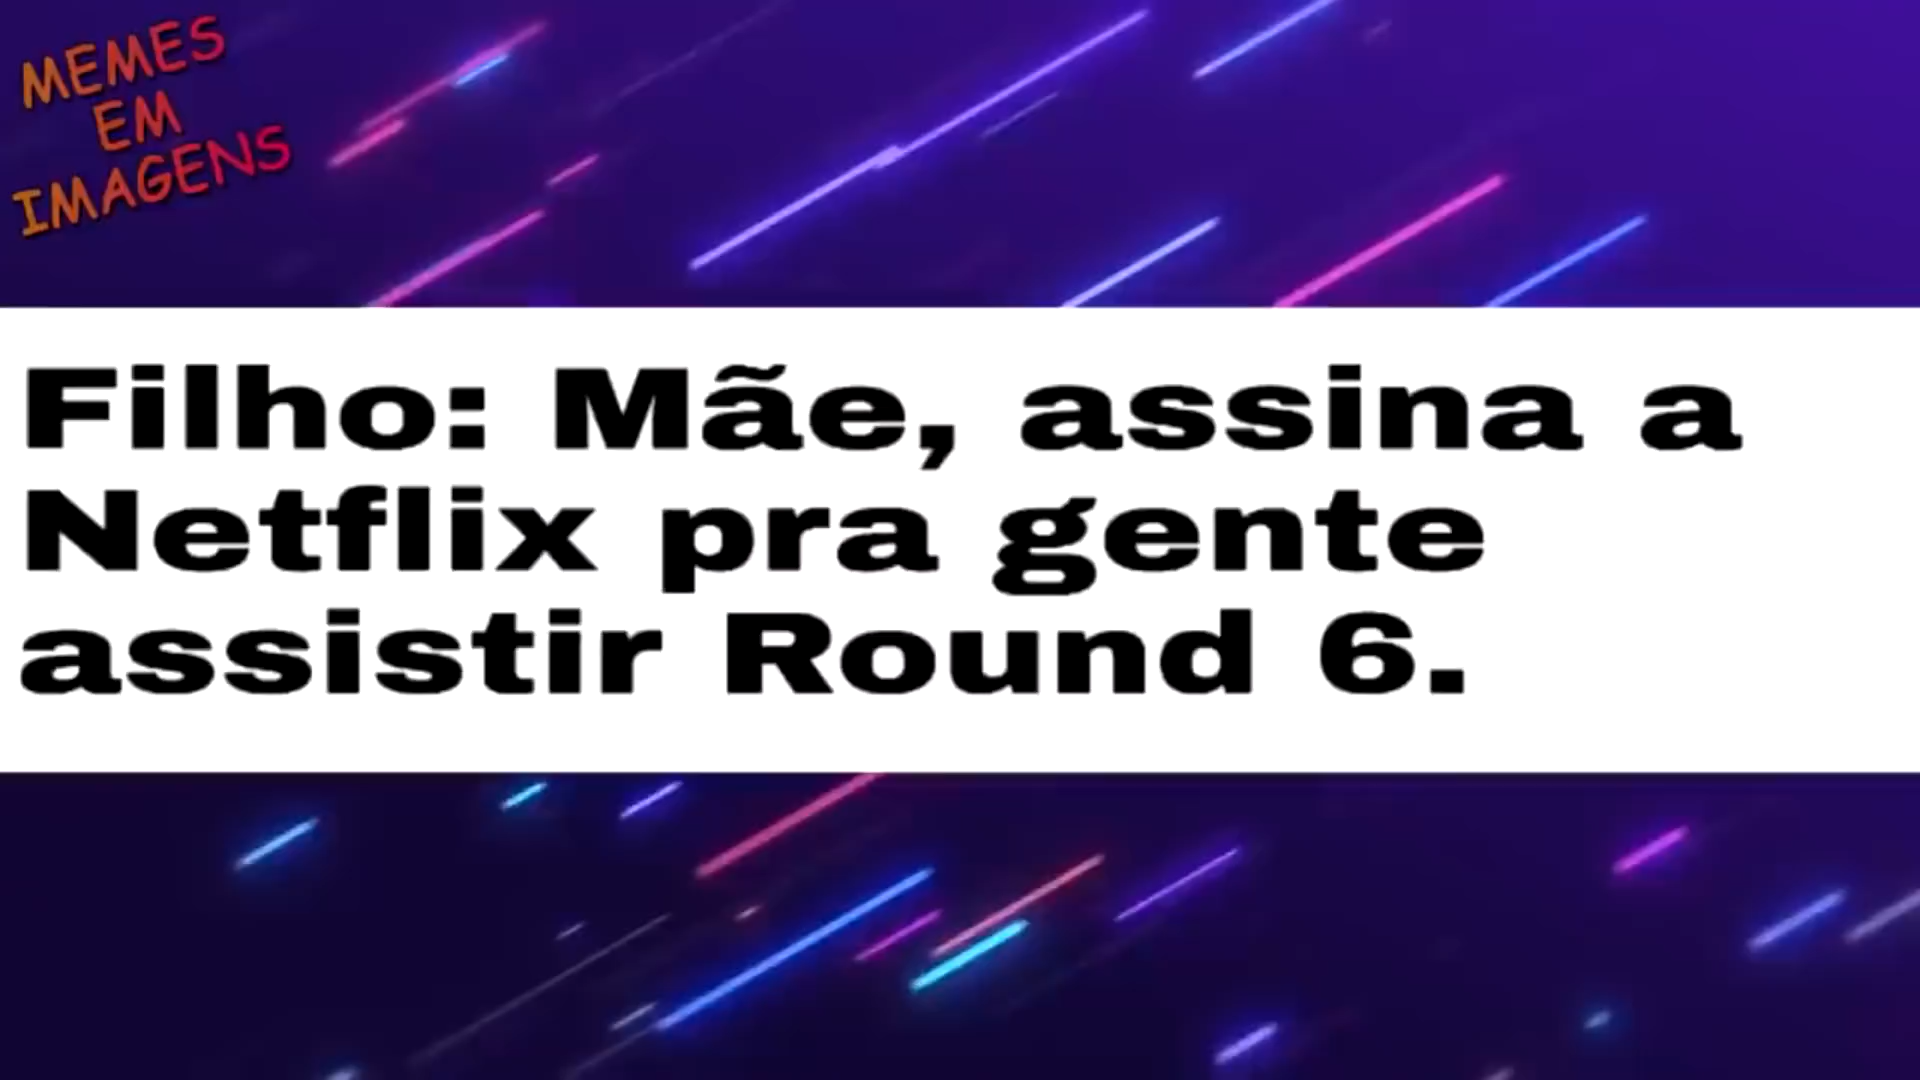 MEMES
EM
IMAGENS
Filho: Mãe, assina a
Netflix pra gente
assistir Round 6.